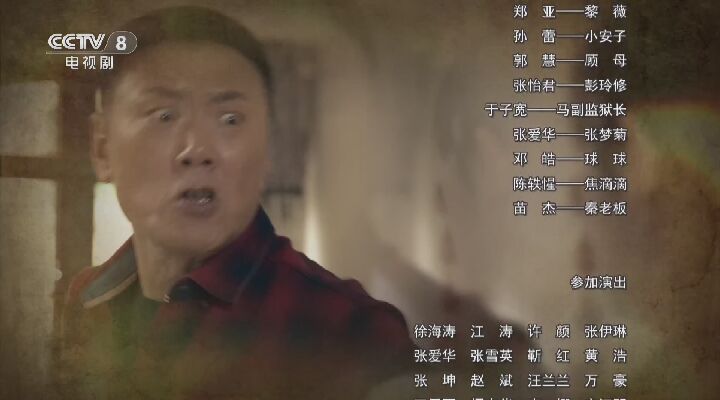 CCTV 8
电视剧
郑 亚——黎 薇
孙 蕾——小安子
郭 慧——顾 母
张怡君——彭玲修
于子宽——马副监狱长
张爱华——张梦菊
邓 皓——球 球
陈轶惺——焦滴滴
苗 杰——秦老板
参加演出
徐海涛 江 涛 许 颜 张伊琳
张爱华 张雪英 靳 红 黄 浩
张 坤 赵 斌 汪兰兰 万 豪